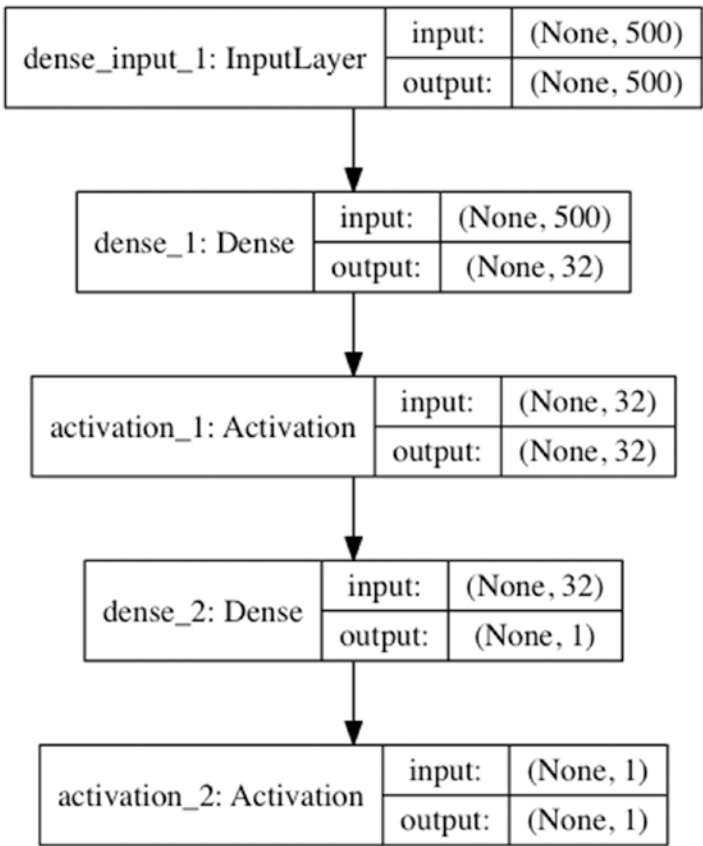 dense_input_1: InputLayer
input:
(None, 500)
output:
(None, 500)
dense_1: Dense
input:
(None, 500)
output:
(None, 32)
activation_1: Activation
input:
(None, 32)
output:
(None, 32)
dense_2: Dense
input:
(None, 32)
output:
(None, 1)
activation_2: Activation
input:
(None, 1)
output:
(None, 1)